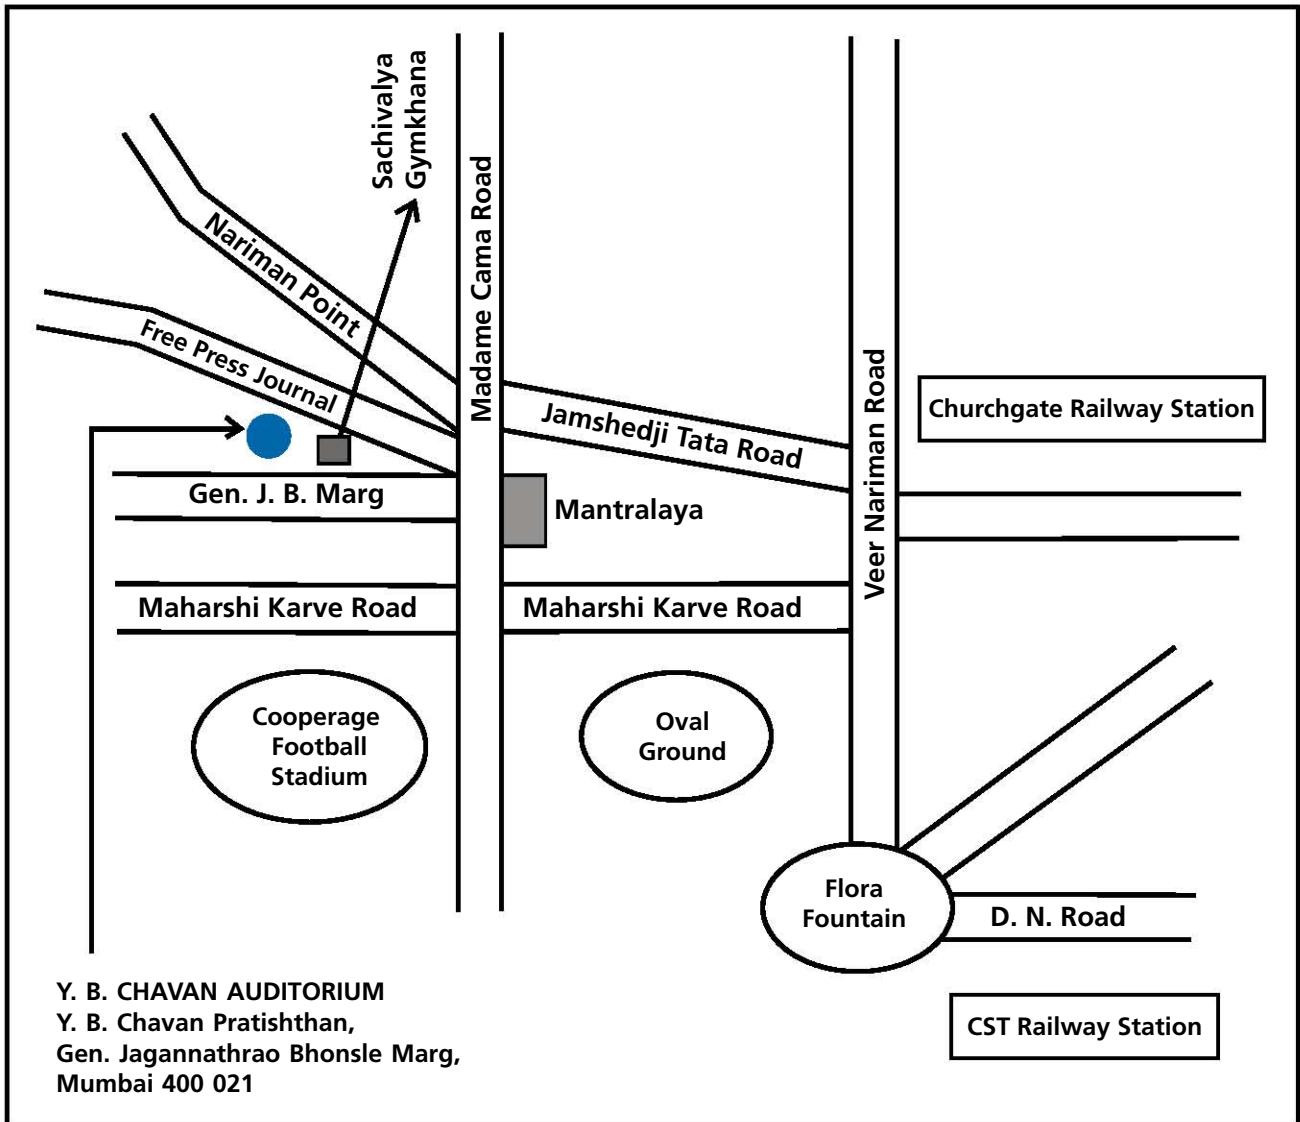 Sachivalya
Gymkhana
Madame Cama Road
Nariman Point
Free Press Journal
Jamshedji Tata Road
Veer Nariman Road
Churchgate Railway Station
Gen. J. B. Marg
Mantralaya
Maharshi Karve Road
Maharshi Karve Road
Cooperage
Football
Stadium
Oval
Ground
Flora
Fountain
D. N. Road
CST Railway Station
Y. B. CHAVAN AUDITORIUM
Y. B. Chavan Pratishthan,
Gen. Jagannathrao Bhonsle Marg,
Mumbai 400 021